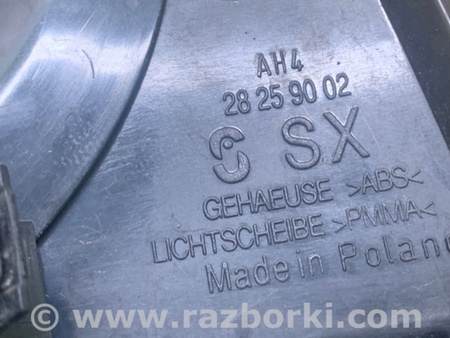 AH4
28 25 90 02
SX
GEHAEUSE >ABS<
LICHTSCHEIBE >PMMA<
Made in Poland
© www.razborki.com